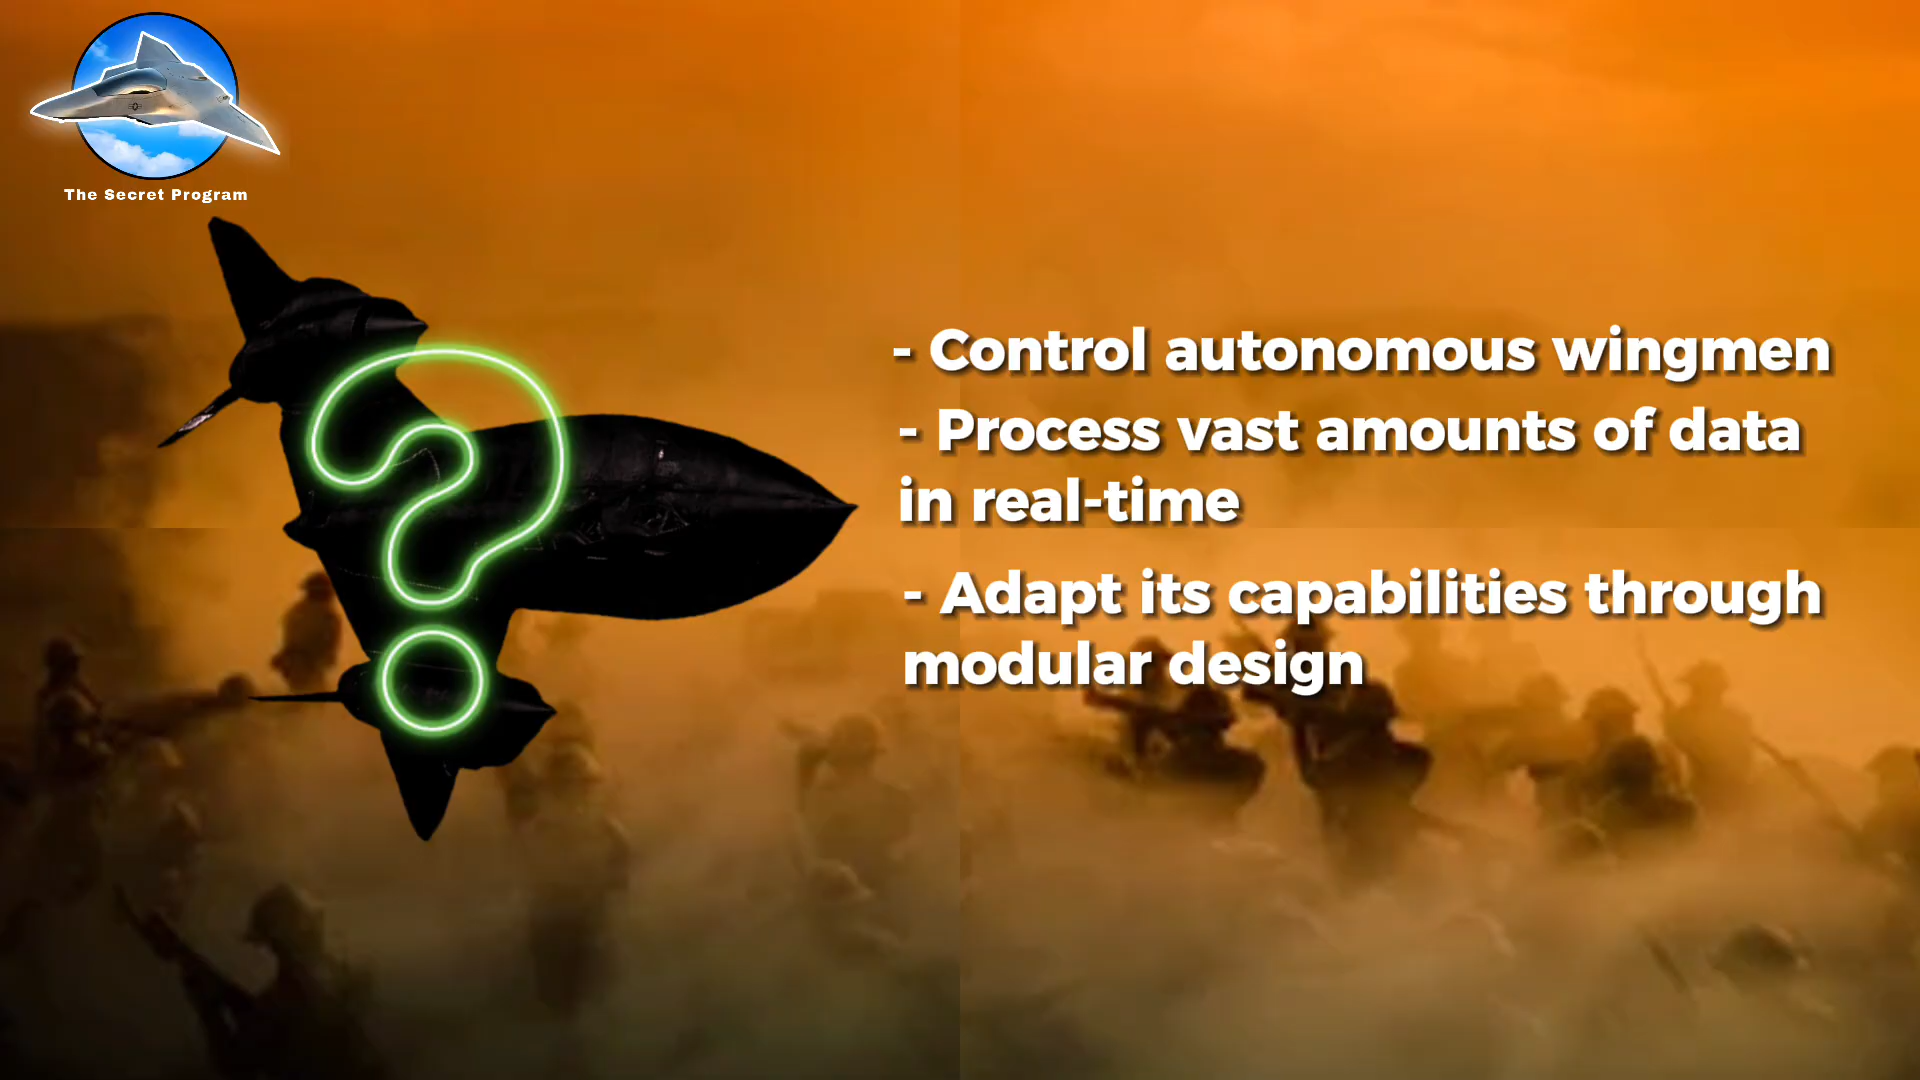 The Secret Program
- Control autonomous wingmen
- Process vast amounts of data
in real-time
- Adapt its capabilities through
modular design